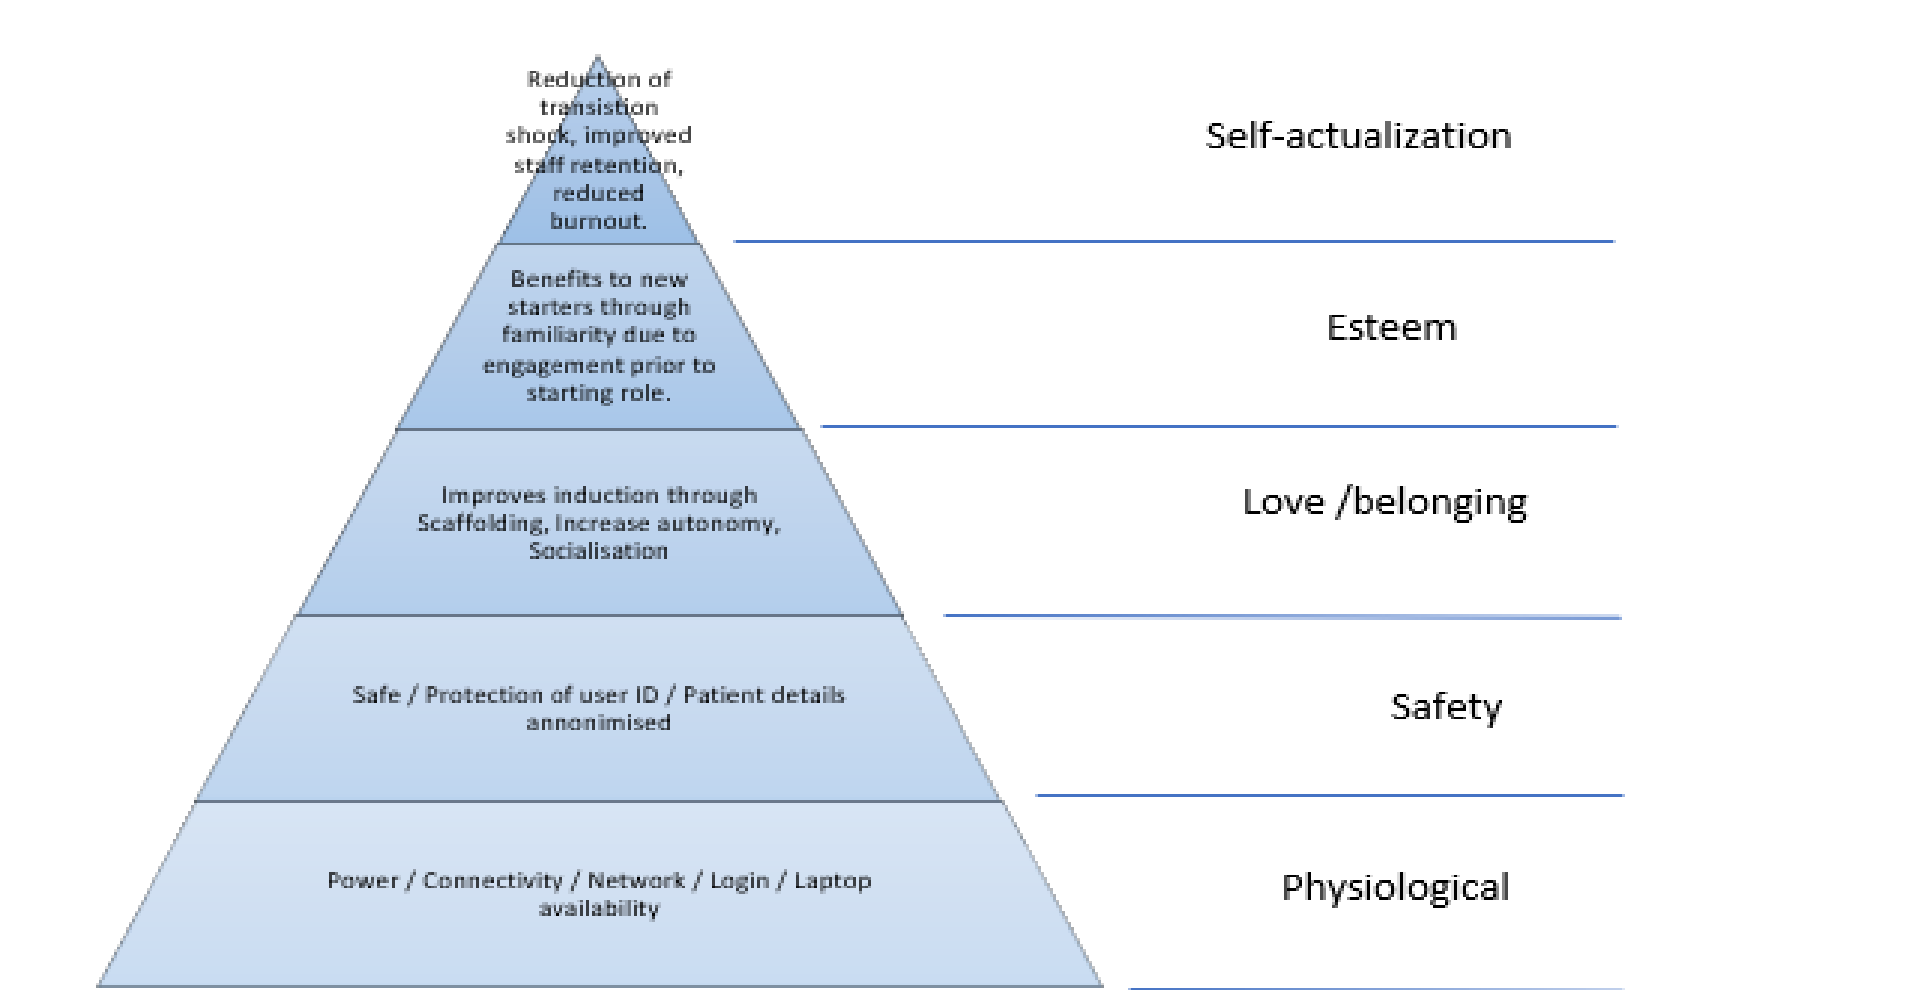 Reduction of
transistion
shock, improved
staff retention,
reduced
burnout.
Self-actualization
Benefits to new
starters through
familiarity due to
engagement prior to
starting role.
Esteem
Improves induction through
Scaffolding, Increase autonomy,
Socialisation
Love /belonging
Safe / Protection of user ID / Patient details
annonimised
Safety
Power / Connectivity / Network / Login / Laptop
availability
Physiological